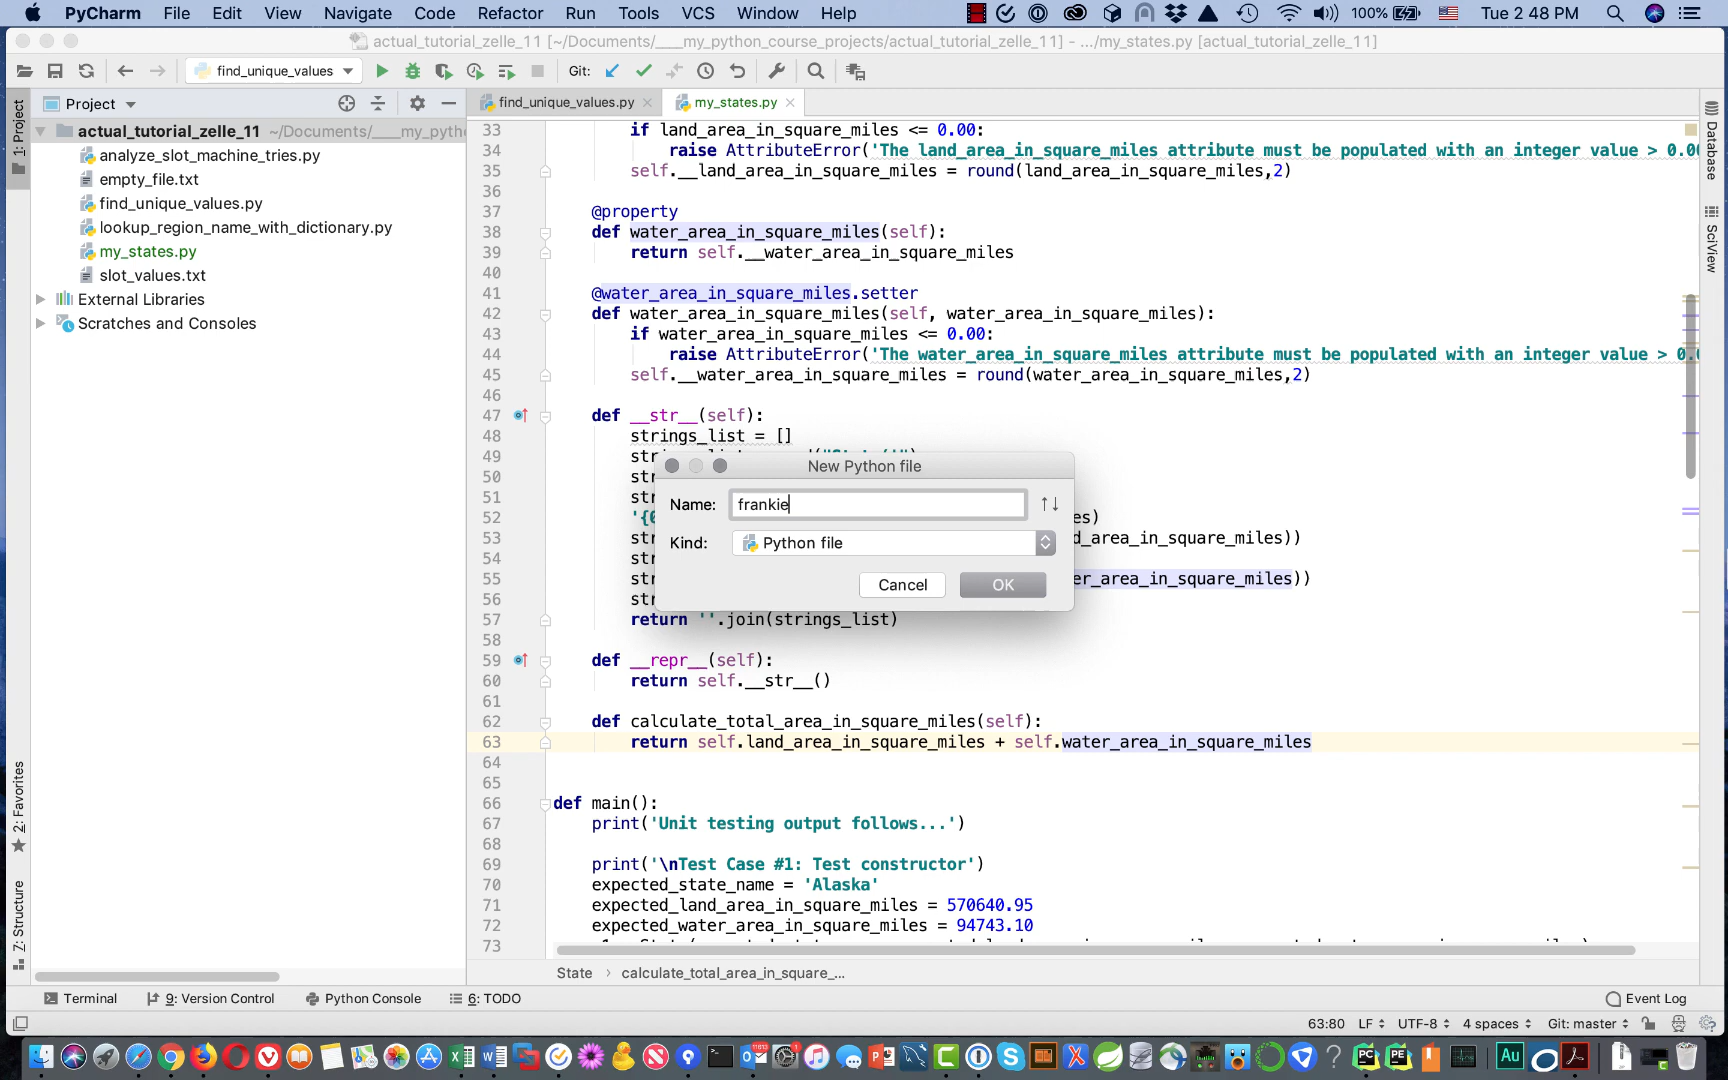 PyCharm File Edit View Navigate Code Refactor Run Tools VCS Window Help 100% Tue 2 48 PM
actual_tutorial_zelle_11 [~/Documents/____my_python_course_projects/actual_tutorial_zelle_11] - .../my_states.py [actual_tutorial_zelle_11]
find_unique_values Git:
Project
find_unique_values.py my_states.py
actual_tutorial_zelle_11 ~/Documents/____my_pyth
analyze_slot_machine_tries.py
empty_file.txt
find_unique_values.py
lookup_region_name_with_dictionary.py
my_states.py
slot_values.txt
External Libraries
Scratches and Consoles
1: Project
2: Favorites
Z: Structure
Database
SciView
33 if land_area_in_square_miles <= 0.00:
34 raise AttributeError('The land_area_in_square_miles attribute must be populated with an integer value > 0.00
35 self.__land_area_in_square_miles = round(land_area_in_square_miles,2)
36
37 @property
38 def water_area_in_square_miles(self):
39 return self.__water_area_in_square_miles
40
41 @water_area_in_square_miles.setter
42 def water_area_in_square_miles(self, water_area_in_square_miles):
43 if water_area_in_square_miles <= 0.00:
44 raise AttributeError('The water_area_in_square_miles attribute must be populated with an integer value > 0.0
45 self.__water_area_in_square_miles = round(water_area_in_square_miles,2)
46
47 def __str__(self):
48 strings_list = []
49 str
50 str
51 str
52 '{0 es)
53 str d_area_in_square_miles))
54 str
55 str er_area_in_square_miles))
56 str
57 return ''.join(strings_list)
58
59 def __repr__(self):
60 return self.__str__()
61
62 def calculate_total_area_in_square_miles(self):
63 return self.land_area_in_square_miles + self.water_area_in_square_miles
64
65
66 def main():
67 print('Unit testing output follows...')
68
69 print('\nTest Case #1: Test constructor')
70 expected_state_name = 'Alaska'
71 expected_land_area_in_square_miles = 570640.95
72 expected_water_area_in_square_miles = 94743.10
73
New Python file
Name: frankie
Kind: Python file
Cancel OK
State › calculate_total_area_in_square_...
Terminal 9: Version Control Python Console 6: TODO Event Log
63:80 LF UTF-8 4 spaces Git: master